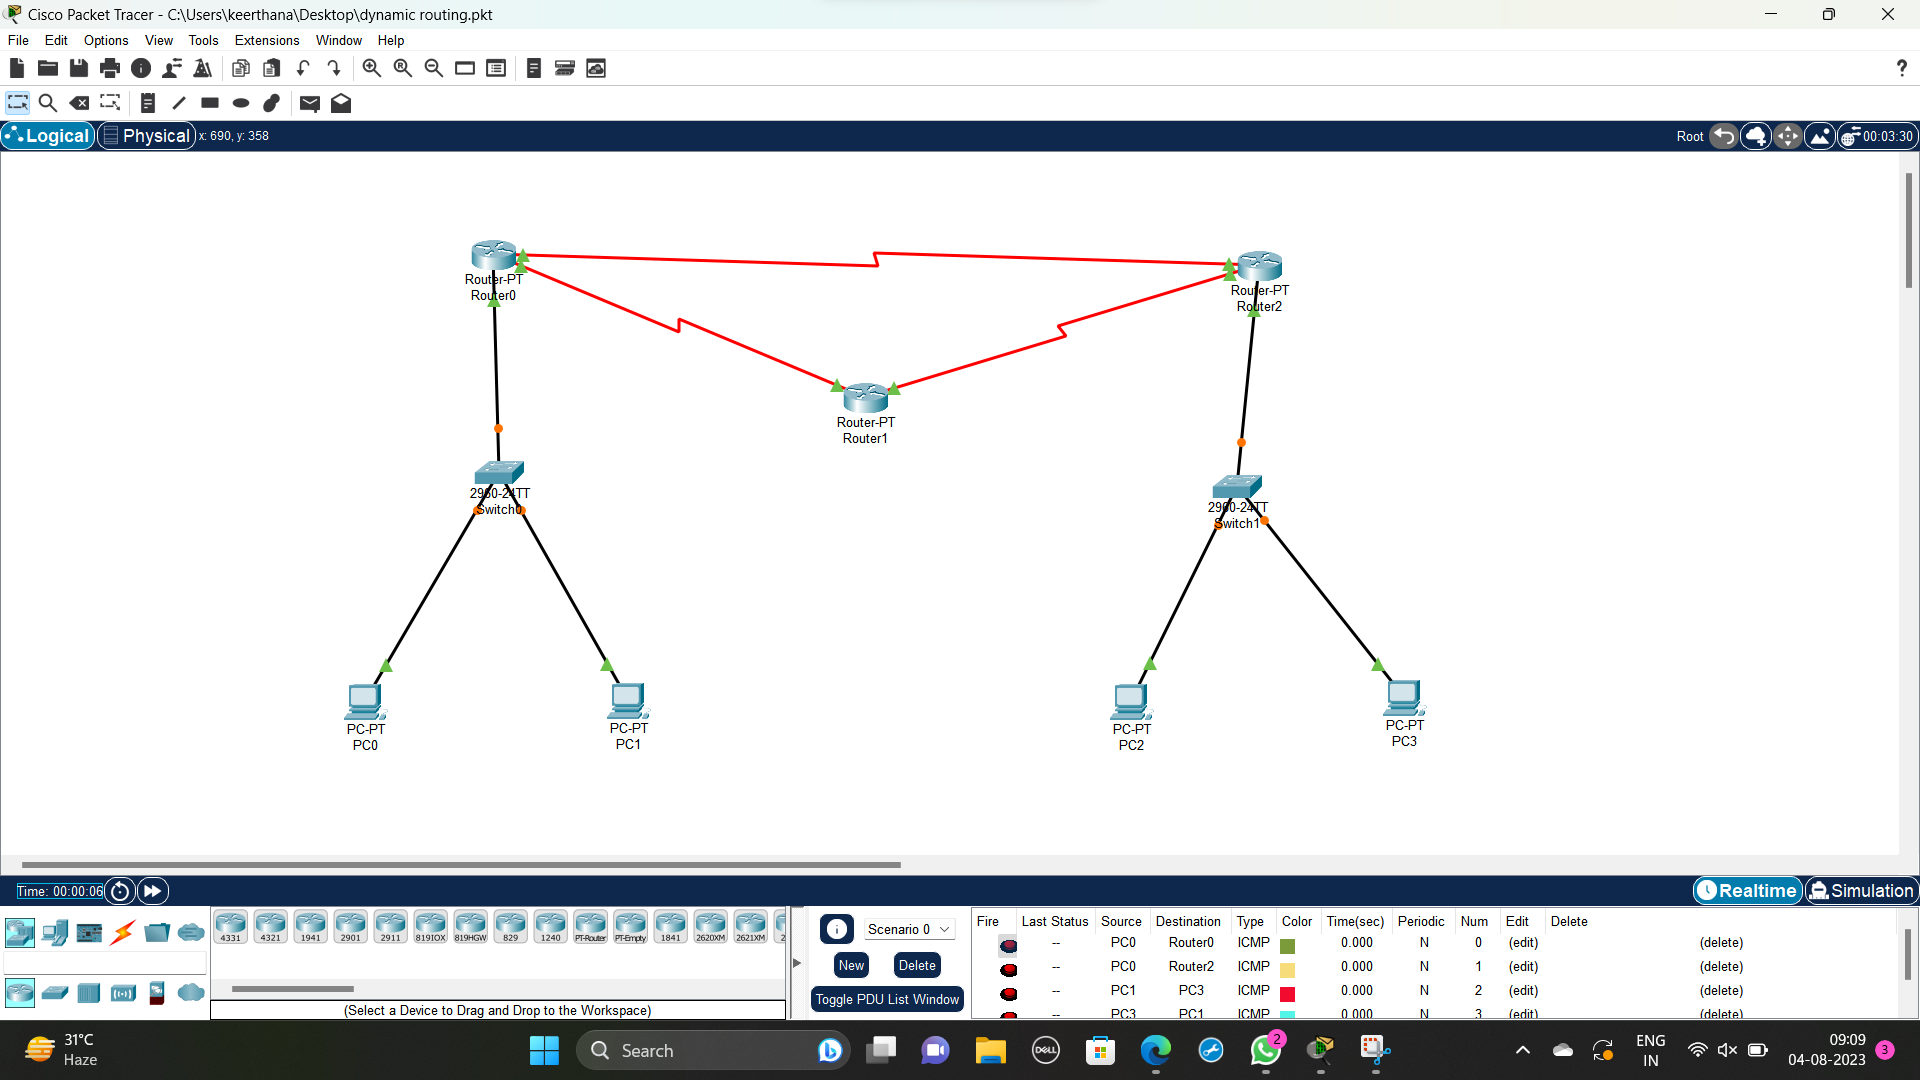 Cisco Packet Tracer - C:\Users\keerthana\Desktop\dynamic routing.pkt
File Edit Options View Tools Extensions Window Help
?
Logical Physical x: 690, y: 358 Root 00:03:30
Router-PT
Router0
Router-PT
Router2
Router-PT
Router1
2960-24TT
Switch0
2960-24TT
Switch1
PC-PT
PC0
PC-PT
PC1
PC-PT
PC2
PC-PT
PC3
Time: 00:00:06 Realtime Simulation
4331 4321 1941 2901 2911 819IOX 819HGW 829 1240 PT-Router PT-Empty 1841 2620XM 2621XM 2
(Select a Device to Drag and Drop to the Workspace)
Scenario 0
New Delete
Toggle PDU List Window
Fire Last Status Source Destination Type Color Time(sec) Periodic Num Edit Delete
-- PC0 Router0 ICMP 0.000 N 0 (edit) (delete)
-- PC0 Router2 ICMP 0.000 N 1 (edit) (delete)
-- PC1 PC3 ICMP 0.000 N 2 (edit) (delete)
-- PC3 PC1 ICMP 0.000 N 3 (edit) (delete)
31°C
Haze
Search
DELL
2
ENG
IN
09:09
04-08-2023
3